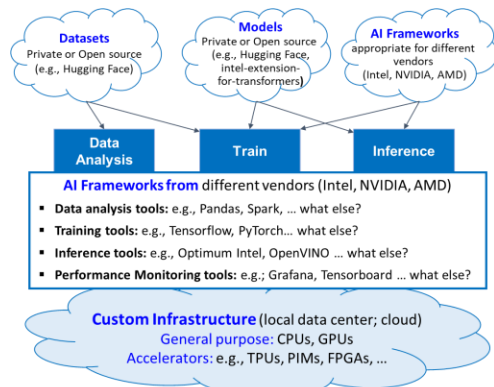 Datasets
Private or Open source
(e.g., Hugging Face)
Models
Private or Open source
(e.g., Hugging Face,
intel-extension-
for-transformers)
AI Frameworks
appropriate for different
vendors
(Intel, NVIDIA, AMD)
Data
Analysis
Train
Inference
AI Frameworks from different vendors (Intel, NVIDIA, AMD)
▪ Data analysis tools: e.g., Pandas, Spark, … what else?
▪ Training tools: e.g., Tensorflow, PyTorch… what else?
▪ Inference tools: e.g., Optimum Intel, OpenVINO … what else?
▪ Performance Monitoring tools: e.g.; Grafana, Tensorboard … what else?
Custom Infrastructure (local data center; cloud)
General purpose: CPUs, GPUs
Accelerators: e.g., TPUs, PIMs, FPGAs, …